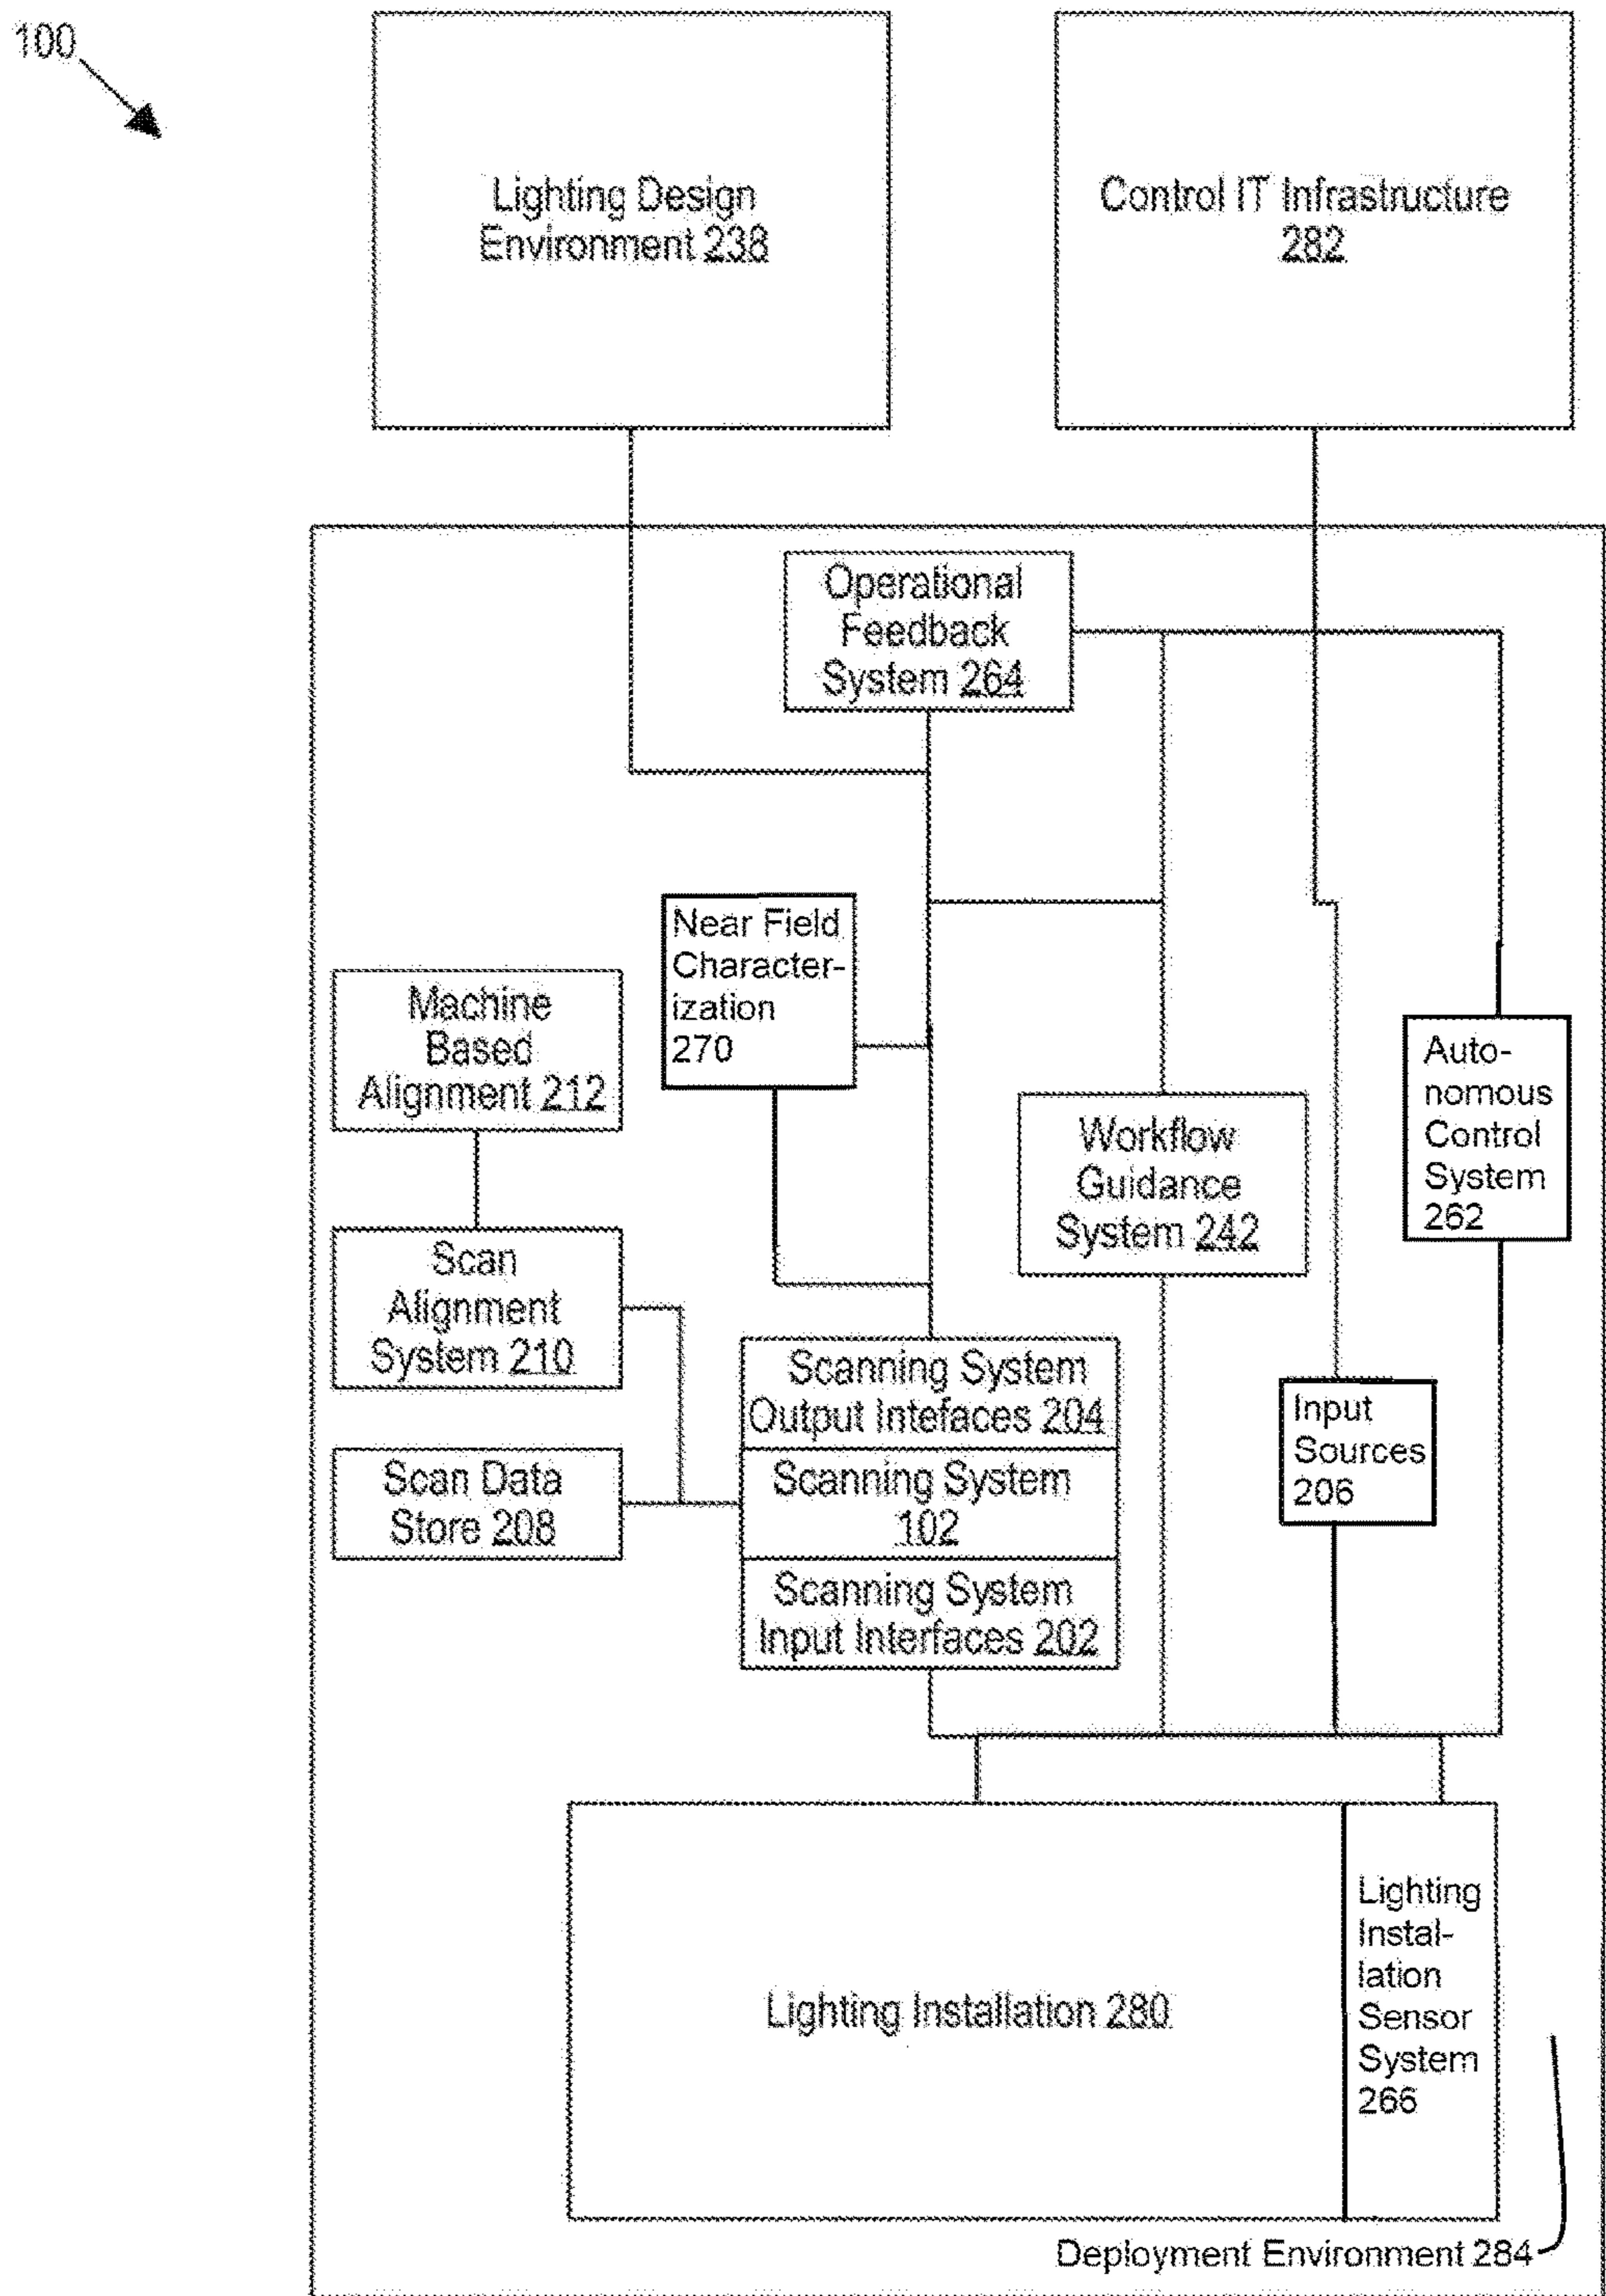 100
Lighting Design
Environment 238
Control IT Infrastructure
282
Operational
Feedback
System 264
Near Field
Character-
ization
270
Machine
Based
Alignment 212
Auto-
nomous
Control
System
262
Workflow
Guidance
System 242
Scan
Alignment
System 210
Scanning System
Output Intefaces 204
Input
Sources
206
Scan Data
Store 208
Scanning System
102
Scanning System
Input Interfaces 202
Lighting Installation 280
Lighting
Instal-
lation
Sensor
System
266
Deployment Environment 284